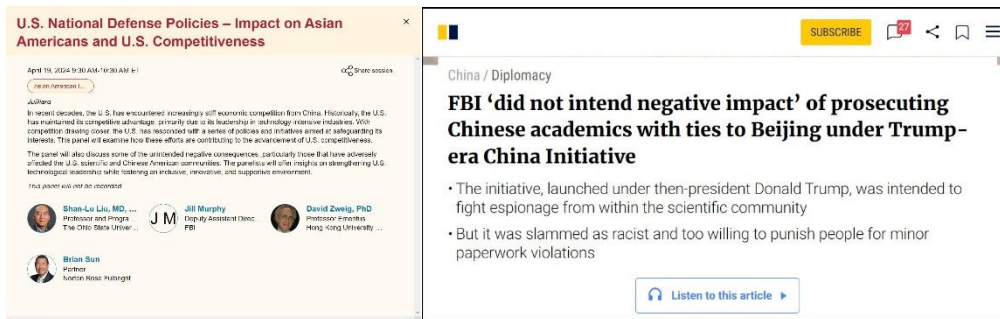 U.S. National Defense Policies – Impact on Asian
Americans and U.S. Competitiveness
×
April 19, 2024 9:30 AM-10:30 AM ET
Share session
Asian American L...
In recent decades, the U.S. has encountered increasingly stiff economic competition from China. Historically, the U.S.
has maintained its competitive advantage, primarily due to its leadership in technology-intensive industries. With
competition drawing closer, the U.S. has responded with a series of policies and initiatives aimed at safeguarding its
interests. This panel will examine how these efforts are contributing to the advancement of U.S. competitiveness.
The panel will also discuss some of the unintended negative consequences, particularly those that have adversely
affected the U.S. scientific and Chinese American communities. The panelists will offer insights on strengthening U.S.
technological leadership while fostering an inclusive, innovative, and supportive environment.
This panel will not be recorded
Shan-Lu Liu, MD, ...
Professor and Progra...
The Ohio State Univer...
J M
Jill Murphy
Deputy Assistant Direc...
FBI
David Zweig, PhD
Professor Emeritus
Hong Kong University ...
Brian Sun
Partner
Norton Rose Fulbright
SUBSCRIBE
27
China / Diplomacy
FBI ‘did not intend negative impact’ of prosecuting
Chinese academics with ties to Beijing under Trump-
era China Initiative
• The initiative, launched under then-president Donald Trump, was intended to
fight espionage from within the scientific community
• But it was slammed as racist and too willing to punish people for minor
paperwork violations
Listen to this article